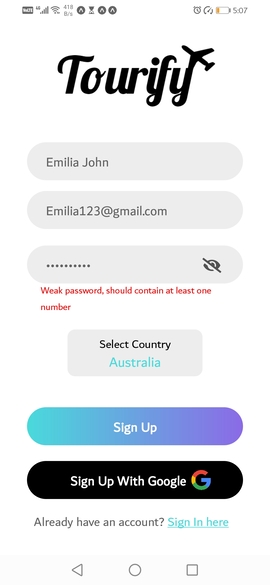 418
B/s
5:07
Tourify
Emilia John
Emilia123@gmail.com
••••••••••
Weak password, should contain at least one
number
Select Country
Australia
Sign Up
Sign Up With Google
Already have an account? Sign In here